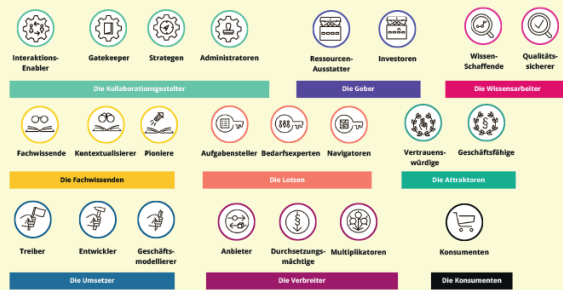 Interaktions-
Enabler
Gatekeeper
Strategen
Administratoren
Ressourcen-
Ausstatter
Investoren
Wissen-
Schaffende
Qualitäts-
sicherer
Die Kollaborationsgestalter
Die Geber
Die Wissensarbeiter
Fachwissende
Kontextualisierer
Pioniere
Aufgabensteller
Bedarfsexperten
Navigatoren
Vertrauens-
würdige
Geschäftsfähige
Die Fachwissenden
Die Lotsen
Die Attraktoren
Treiber
Entwickler
Geschäfts-
modellierer
Anbieter
Durchsetzungs-
mächtige
Multiplikatoren
Konsumenten
Die Umsetzer
Die Verbreiter
Die Konsumenten